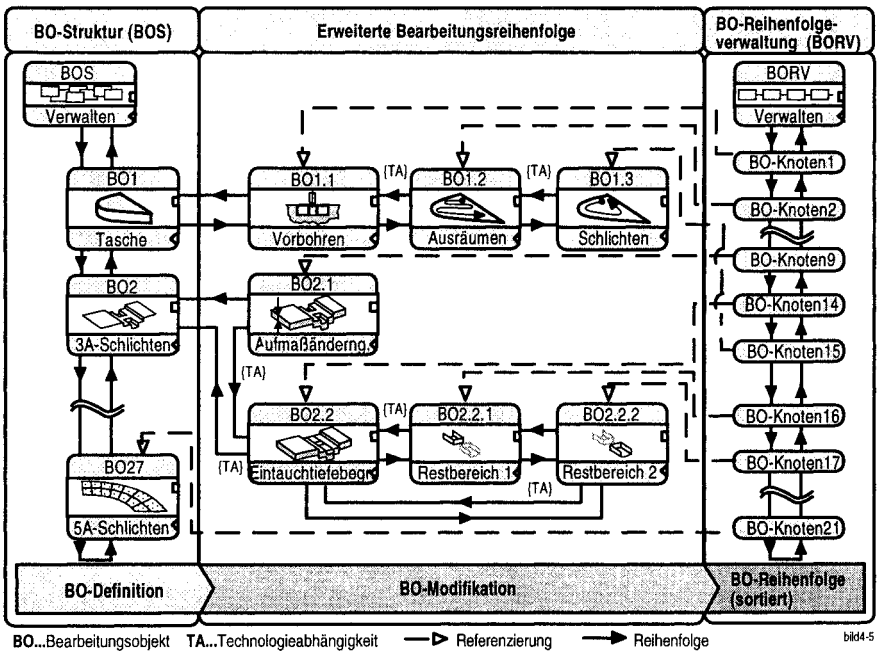 BO-Struktur (BOS)
Erweiterte Bearbeitungsreihenfolge
BO-Reihenfolge-
verwaltung (BORV)
BOS
Verwalten
BORV
Verwalten
BO1
Tasche
BO1.1
Vorbohren
{TA}
BO1.2
Ausräumen
{TA}
BO1.3
Schlichten
BO-Knoten1
BO-Knoten2
BO2
3A-Schlichten
BO2.1
Aufmaßänderng.
BO-Knoten9
BO-Knoten14
BO-Knoten15
{TA}
{TA}
BO2.2
Eintauchtiefebegr
{TA}
BO2.2.1
Restbereich 1
BO2.2.2
Restbereich 2
{TA}
BO-Knoten16
BO-Knoten17
BO27
5A-Schlichten
BO-Knoten21
BO-Definition
BO-Modifikation
BO-Reihenfolge
(sortiert)
BO...Bearbeitungsobjekt TA...Technologieabhängigkeit Referenzierung Reihenfolge
bild4-5